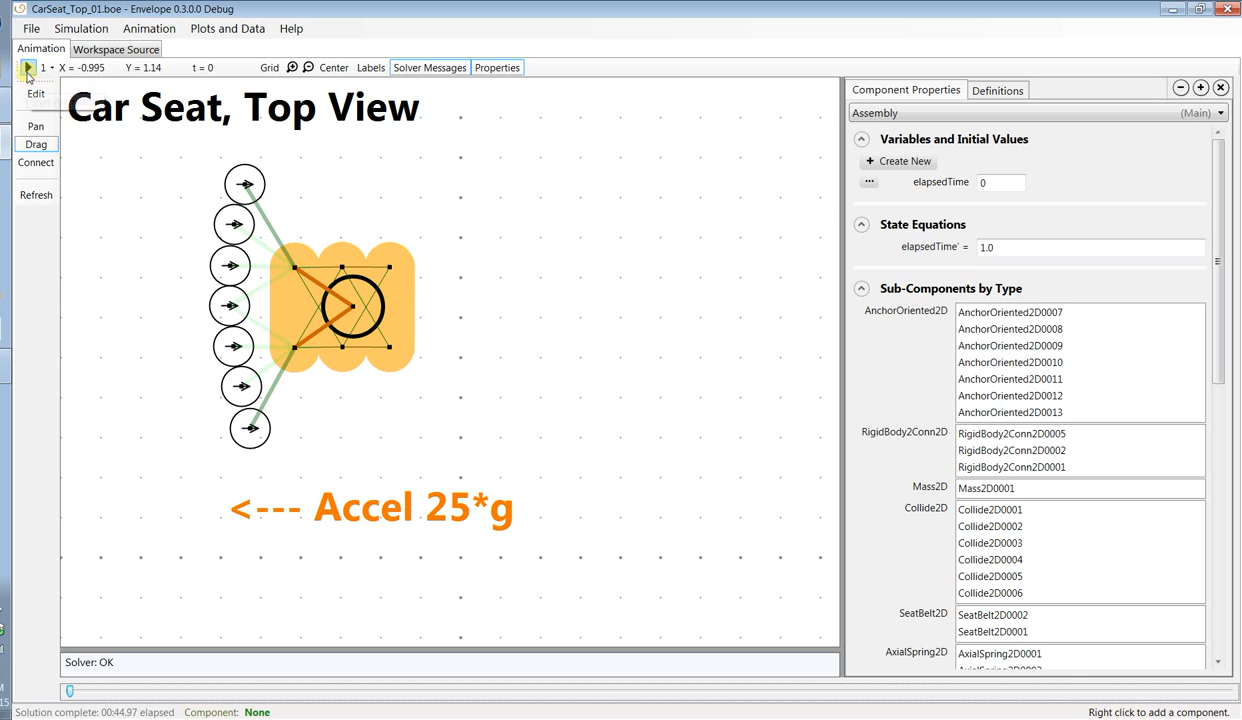 CarSeat_Top_01.boe - Envelope 0.3.0.0 Debug
File Simulation Animation Plots and Data Help
Animation Workspace Source
1 X = -0.995 Y = 1.14 t = 0 Grid Center Labels Solver Messages Properties
Edit
Pan
Drag
Connect
Refresh
Car Seat, Top View
<--- Accel 25*g
Component Properties Definitions
Assembly (Main)
Variables and Initial Values
+ Create New
... elapsedTime 0
State Equations
elapsedTime' = 1.0
Sub-Components by Type
AnchorOriented2D AnchorOriented2D0007
AnchorOriented2D0008
AnchorOriented2D0009
AnchorOriented2D0010
AnchorOriented2D0011
AnchorOriented2D0012
AnchorOriented2D0013
RigidBody2Conn2D RigidBody2Conn2D0005
RigidBody2Conn2D0002
RigidBody2Conn2D0001
Mass2D Mass2D0001
Collide2D Collide2D0001
Collide2D0002
Collide2D0003
Collide2D0004
Collide2D0005
Collide2D0006
SeatBelt2D SeatBelt2D0002
SeatBelt2D0001
AxialSpring2D AxialSpring2D0001
Solver: OK
Solution complete: 00:44.97 elapsed Component: None Right click to add a component.